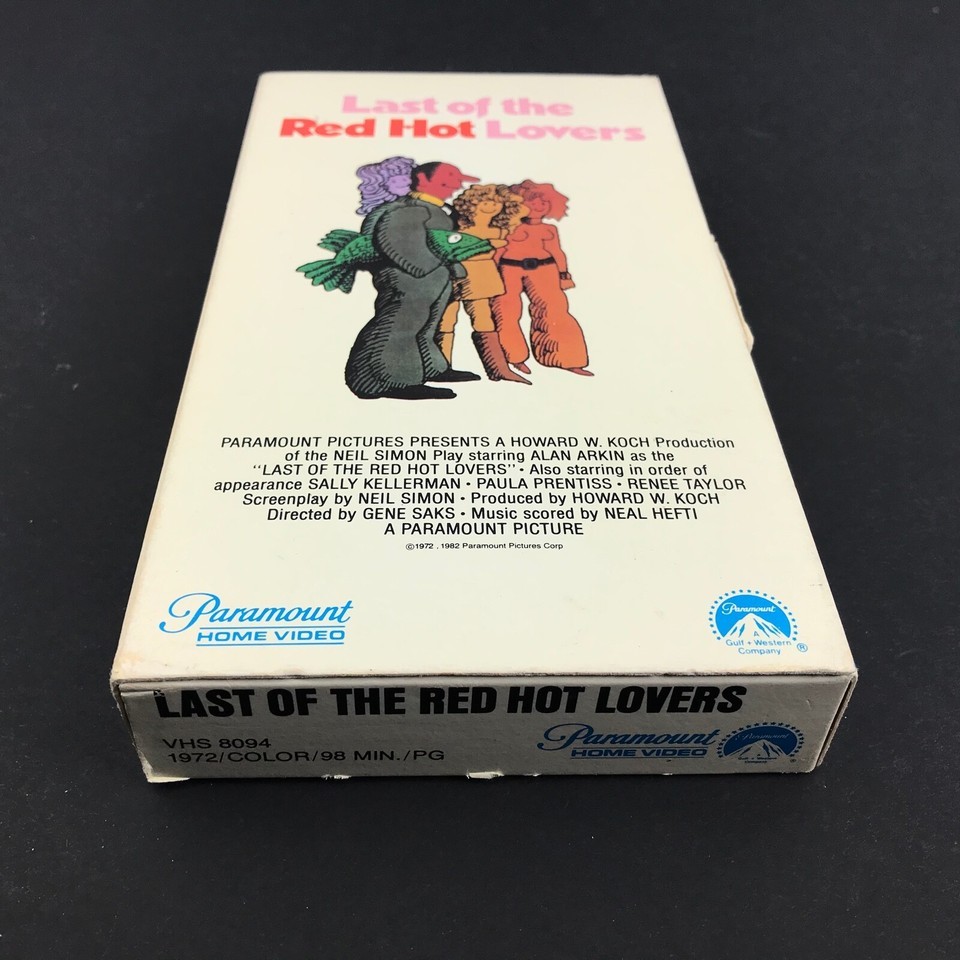 Last of the
Red Hot Lovers
PARAMOUNT PICTURES PRESENTS A HOWARD W. KOCH Production
of the NEIL SIMON Play starring ALAN ARKIN as the
"LAST OF THE RED HOT LOVERS" • Also starring in order of
appearance SALLY KELLERMAN • PAULA PRENTISS • RENEE TAYLOR
Screenplay by NEIL SIMON • Produced by HOWARD W. KOCH
Directed by GENE SAKS • Music scored by NEAL HEFTI
A PARAMOUNT PICTURE
©1972, 1982 Paramount Pictures Corp
Paramount
HOME VIDEO
Paramount
A
Gulf + Western
Company
®
LAST OF THE RED HOT LOVERS
VHS 8094
1972/COLOR/98 MIN./PG
Paramount
HOME VIDEO
Paramount